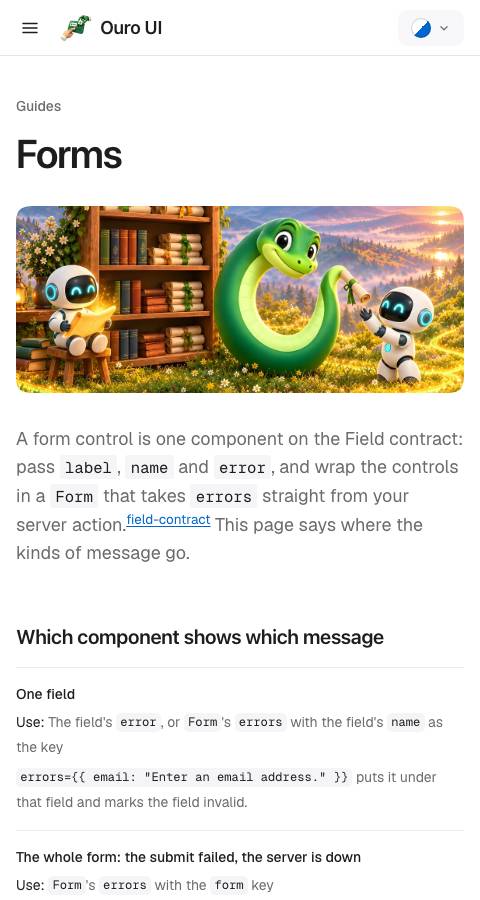 Ouro UI
Guides
Forms
A form control is one component on the Field contract:
pass label, name and error, and wrap the controls
in a Form that takes errors straight from your
server action.field-contract This page says where the
kinds of message go.
Which component shows which message
One field
Use: The field's error, or Form's errors with the field's name as
the key
errors={{ email: "Enter an email address." }} puts it under
that field and marks the field invalid.
The whole form: the submit failed, the server is down
Use: Form's errors with the form key